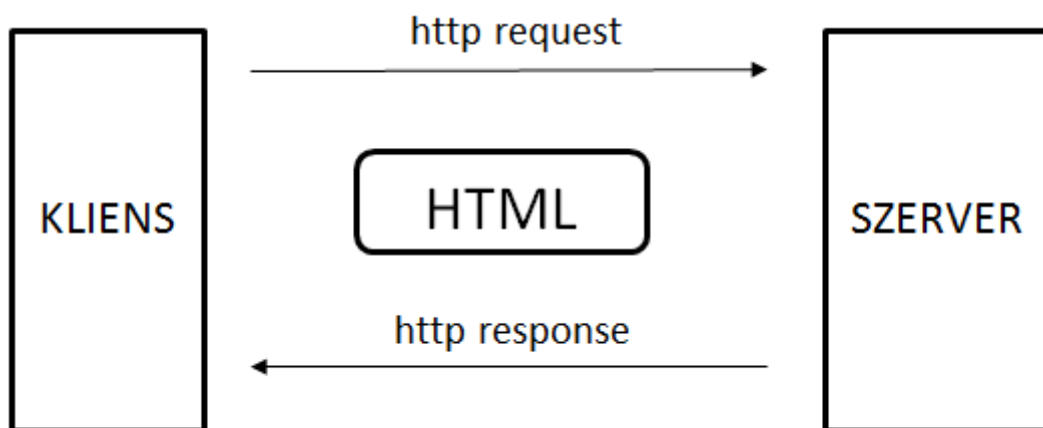 http request
KLIENS
HTML
SZERVER
http response